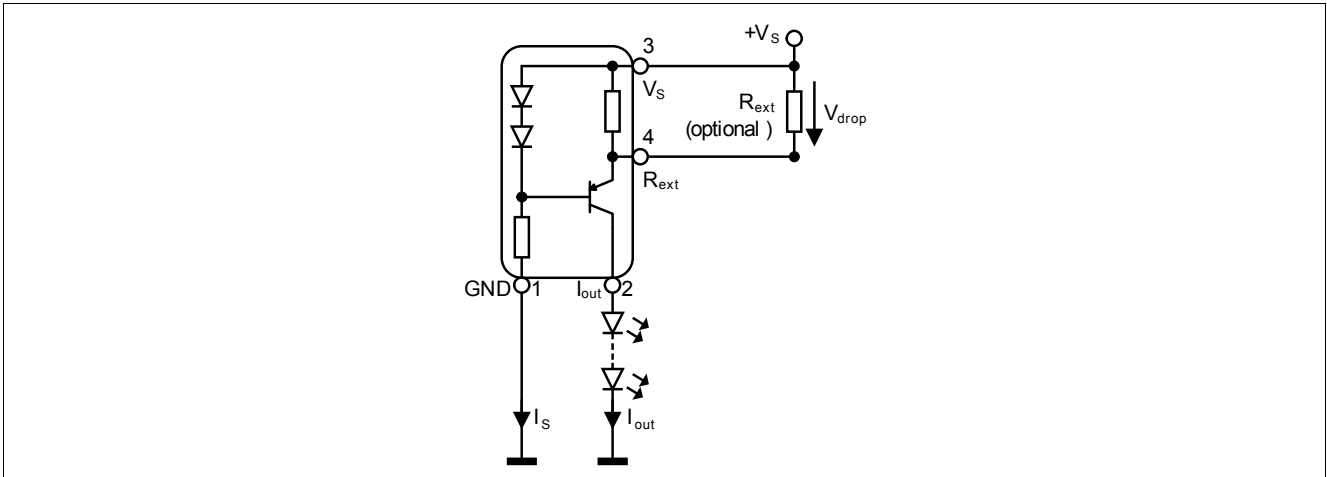 +VS
3
VS
Rext
(optional )
Vdrop
4
Rext
GND 1
Iout 2
IS
Iout